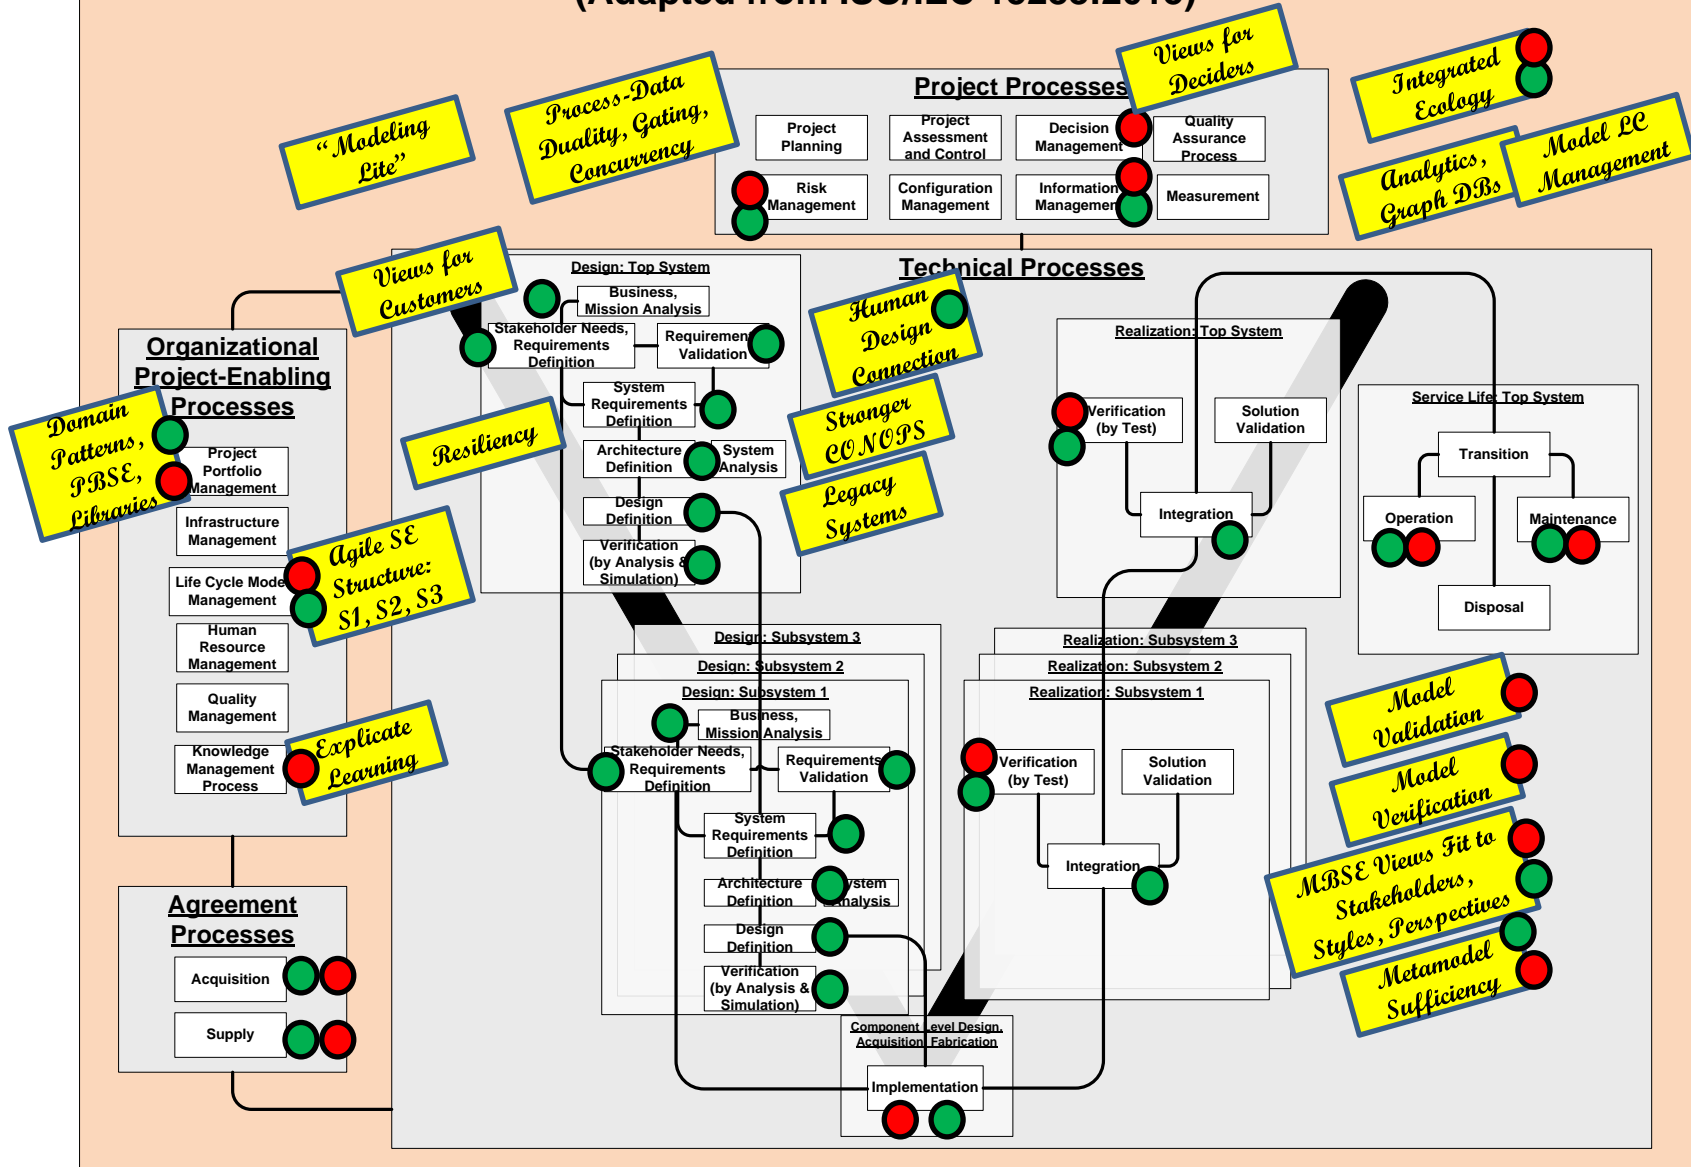 (Adapted from ISO/IEC 15288:2015)
Views for
Deciders
Integrated
Ecology
Process-Data
Duality, Gating,
Concurrency
“Modeling
Lite”
Model LC
Management
Analytics,
Graph DBs
Project Processes
Project
Planning
Project
Assessment
and Control
Decision
Management
Quality
Assurance
Process
Risk
Management
Configuration
Management
Information
Management
Measurement
Technical Processes
Views for
Customers
Design: Top System
Business,
Mission Analysis
Stakeholder Needs,
Requirements
Definition
Requirements
Validation
System
Requirements
Definition
Architecture
Definition
System
Analysis
Design
Definition
Verification
(by Analysis &
Simulation)
Resiliency
Human
Design
Connection
Stronger
CONOPS
Legacy
Systems
Realization: Top System
Verification
(by Test)
Solution
Validation
Integration
Service Life: Top System
Transition
Operation
Maintenance
Disposal
Organizational
Project-Enabling
Processes
Domain
Patterns,
PBSE,
Libraries
Project
Portfolio
Management
Infrastructure
Management
Life Cycle Model
Management
Human
Resource
Management
Quality
Management
Knowledge
Management
Process
Agile SE
Structure:
S1, S2, S3
Explicate
Learning
Agreement
Processes
Acquisition
Supply
Design: Subsystem 3
Design: Subsystem 2
Design: Subsystem 1
Business,
Mission Analysis
Stakeholder Needs,
Requirements
Definition
Requirements
Validation
System
Requirements
Definition
Architecture
Definition
System
Analysis
Design
Definition
Verification
(by Analysis &
Simulation)
Realization: Subsystem 3
Realization: Subsystem 2
Realization: Subsystem 1
Verification
(by Test)
Solution
Validation
Integration
Component Level Design,
Acquisition, Fabrication
Implementation
Model
Validation
Model
Verification
MBSE Views Fit to
Stakeholders,
Styles, Perspectives
Metamodel
Sufficiency